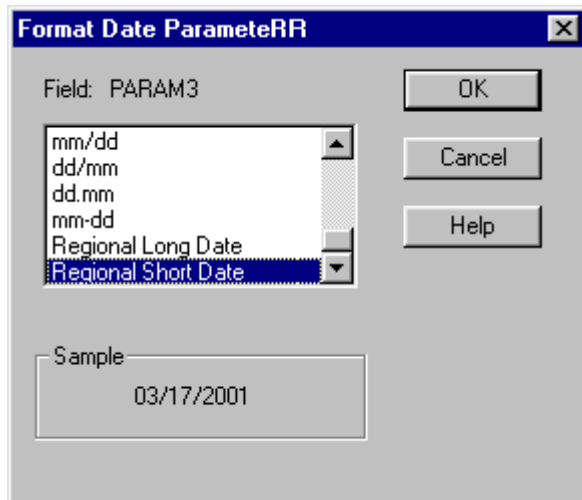 Format Date ParameteRR
Field: PARAM3
OK
mm/dd
dd/mm
dd.mm
mm-dd
Regional Long Date
Regional Short Date
Cancel
Help
Sample
03/17/2001